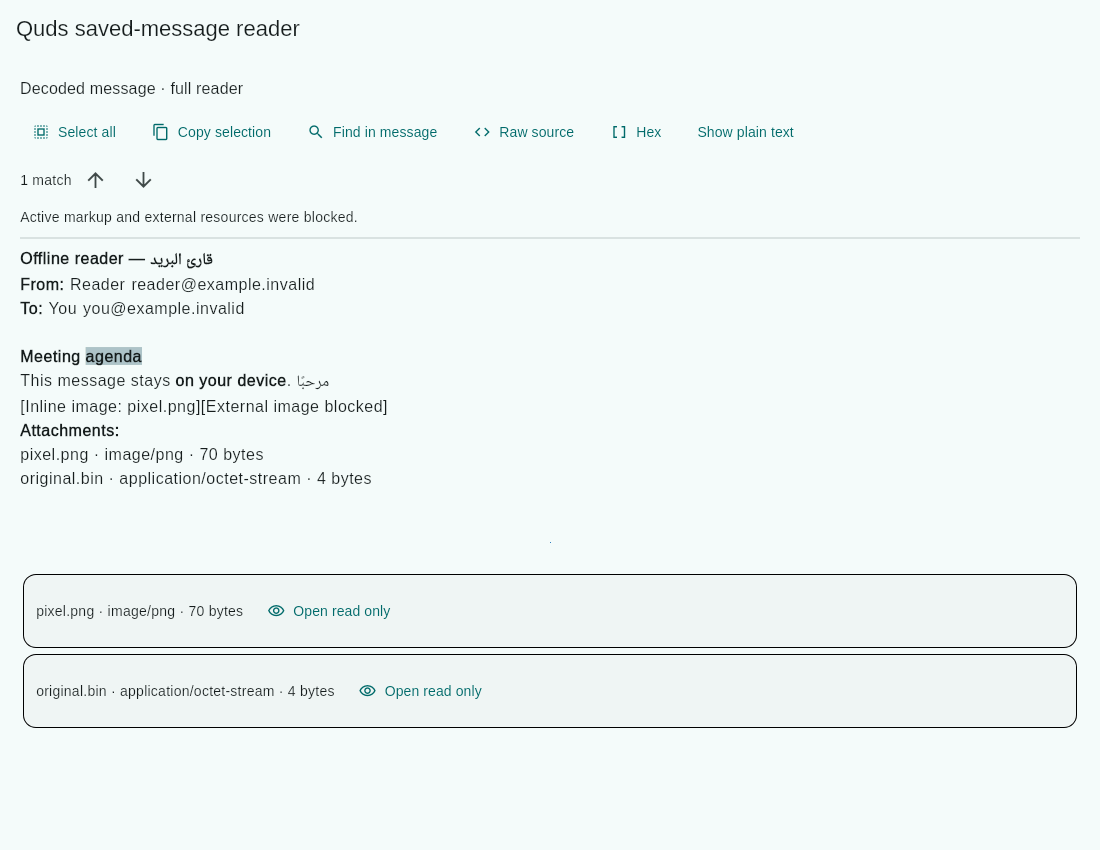 Quds saved-message reader
Decoded message · full reader
Select all Copy selection Find in message Raw source Hex Show plain text
1 match
Active markup and external resources were blocked.
Offline reader — قارئ البريد
From: Reader reader@example.invalid
To: You you@example.invalid
Meeting agenda
This message stays on your device. مرحبًا
[Inline image: pixel.png][External image blocked]
Attachments:
pixel.png · image/png · 70 bytes
original.bin · application/octet-stream · 4 bytes
pixel.png · image/png · 70 bytes Open read only
original.bin · application/octet-stream · 4 bytes Open read only